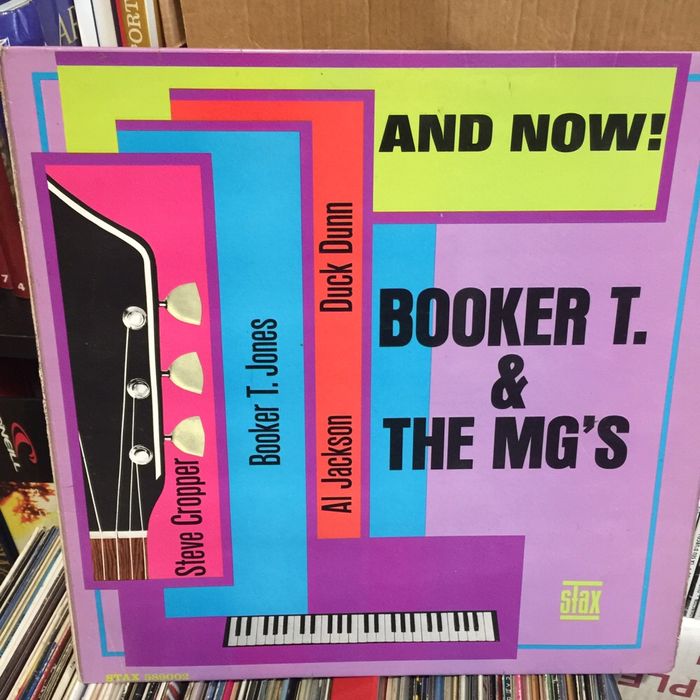 AND NOW!
BOOKER T.
&
THE MG'S
Steve Cropper
Booker T. Jones
Al Jackson
Duck Dunn
stax
STAX 589002